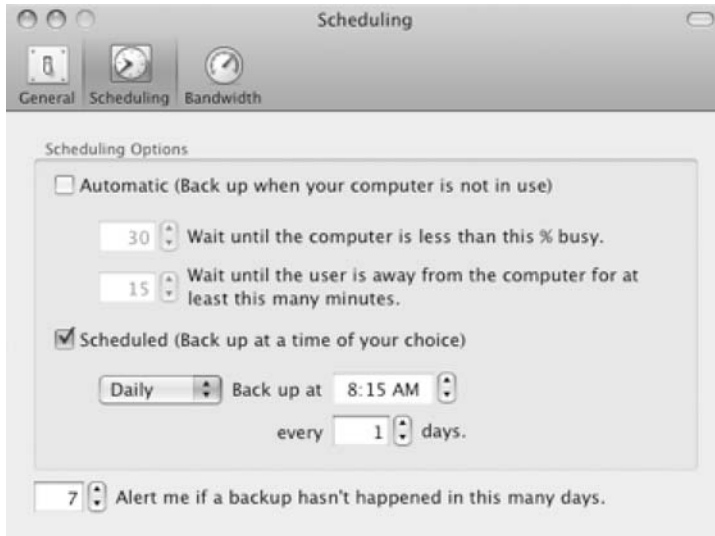 Scheduling
General Scheduling Bandwidth
Scheduling Options
Automatic (Back up when your computer is not in use)
30 Wait until the computer is less than this % busy.
15 Wait until the user is away from the computer for at
least this many minutes.
Scheduled (Back up at a time of your choice)
Daily Back up at 8:15 AM
every 1 days.
7 Alert me if a backup hasn't happened in this many days.